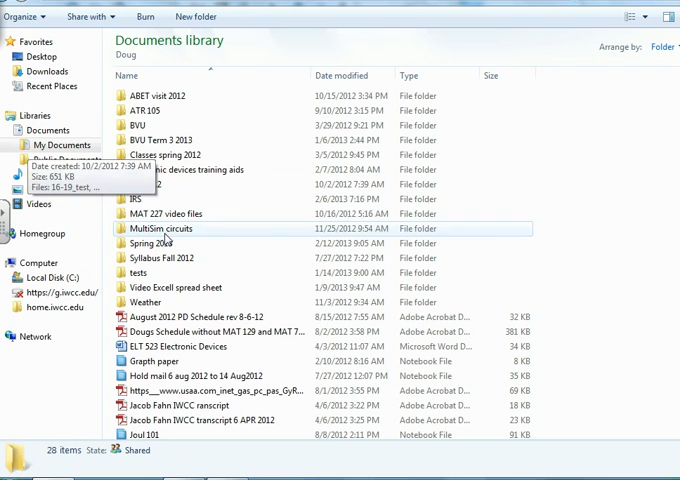 Organize Share with Burn New folder
Documents library
Doug
Arrange by: Folder
Name Date modified Type Size
Favorites
Desktop
Downloads
Recent Places
Libraries
Documents
My Documents
Public Documents
Videos
Homegroup
Computer
Local Disk (C:)
https://g.iwcc.edu/
home.iwcc.edu
Network
Date created: 10/2/2012 7:39 AM
Size: 651 KB
Files: 16-19_test, ...
ABET visit 2012 10/15/2012 3:34 PM File folder
ATR 105 9/10/2012 3:15 PM File folder
BVU 3/29/2012 9:21 PM File folder
BVU Term 3 2013 1/6/2013 2:44 PM File folder
Classes spring 2012 3/5/2012 9:45 PM File folder
onic devices training aids 2/7/2012 8:04 AM File folder
2 10/2/2012 7:39 AM File folder
IRS 2/6/2013 7:16 PM File folder
MAT 227 video files 10/16/2012 5:16 AM File folder
MultiSim circuits 11/25/2012 9:54 AM File folder
Spring 2013 2/12/2013 9:05 AM File folder
Syllabus Fall 2012 7/27/2012 7:22 PM File folder
tests 1/14/2013 9:00 AM File folder
Video Excell spread sheet 1/9/2013 9:47 AM File folder
Weather 11/3/2012 9:34 AM File folder
August 2012 PD Schedule rev 8-6-12 8/15/2012 7:55 AM Adobe Acrobat D... 32 KB
Dougs Schedule without MAT 129 and MAT 7... 8/2/2012 3:58 PM Adobe Acrobat D... 381 KB
ELT 523 Electronic Devices 4/3/2012 11:07 AM Microsoft Word D... 34 KB
Grapth paper 2/10/2012 8:16 AM Notebook File 8 KB
Hold mail 6 aug 2012 to 14 Aug2012 7/27/2012 12:07 PM Notebook File 35 KB
https__www.usaa.com_inet_gas_pc_pas_GyR... 8/1/2012 3:55 PM Adobe Acrobat D... 69 KB
Jacob Fahn IWCC ranscript 4/6/2012 3:22 PM Adobe Acrobat D... 18 KB
Jacob Fahn IWCC transcript 6 APR 2012 4/6/2012 3:25 PM Adobe Acrobat D... 23 KB
Joul 101 8/8/2012 2:11 PM Notebook File 91 KB
28 items State: Shared